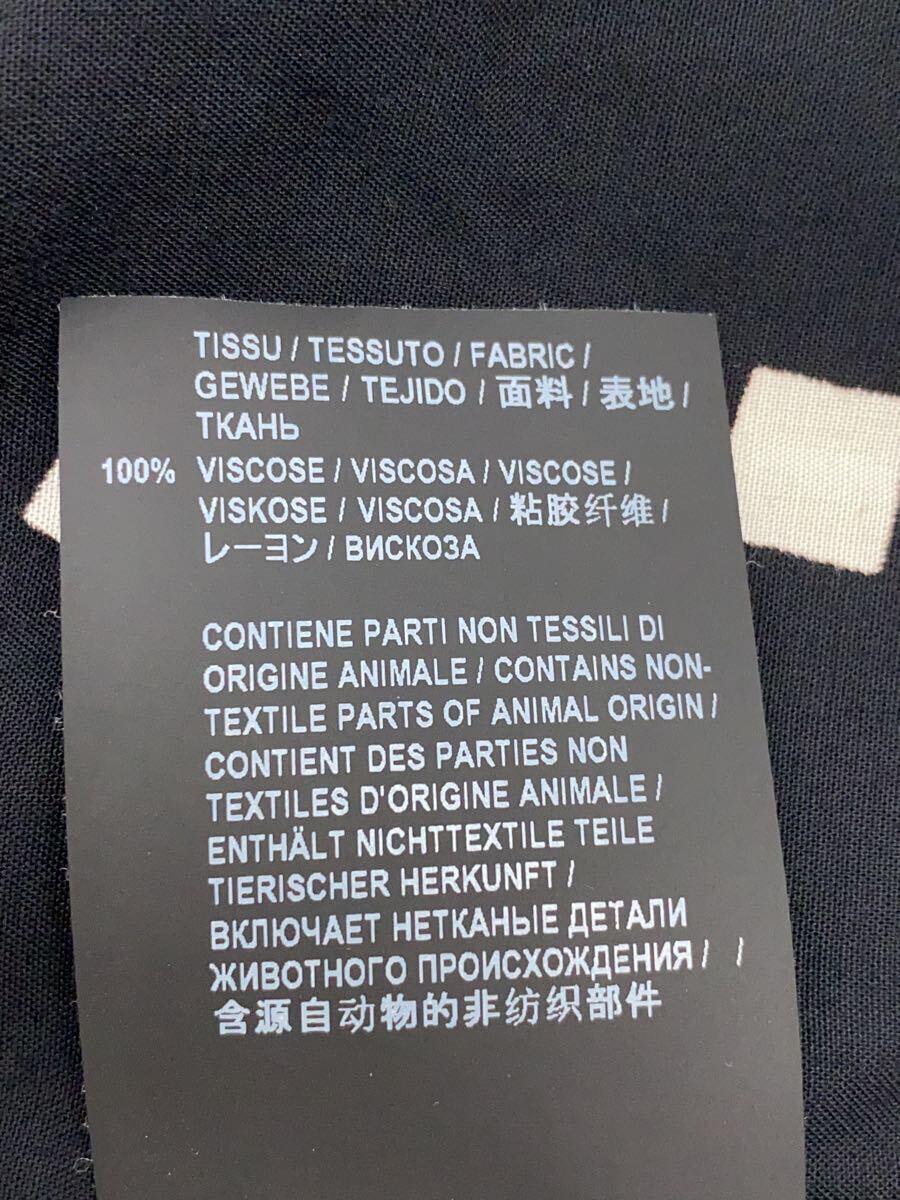 TISSU / TESSUTO / FABRIC /
GEWEBE / TEJIDO / 面料 / 表地 /
ТКАНЬ
100% VISCOSE / VISCOSA / VISCOSE /
VISKOSE / VISCOSA / 粘胶纤维 /
レーヨン / ВИСКОЗА
CONTIENE PARTI NON TESSILI DI
ORIGINE ANIMALE / CONTAINS NON-
TEXTILE PARTS OF ANIMAL ORIGIN /
CONTIENT DES PARTIES NON
TEXTILES D'ORIGINE ANIMALE /
ENTHÄLT NICHTTEXTILE TEILE
TIERISCHER HERKUNFT /
ВКЛЮЧАЕТ НЕТКАНЫЕ ДЕТАЛИ
ЖИВОТНОГО ПРОИСХОЖДЕНИЯ / /
含源自动物的非纺织部件